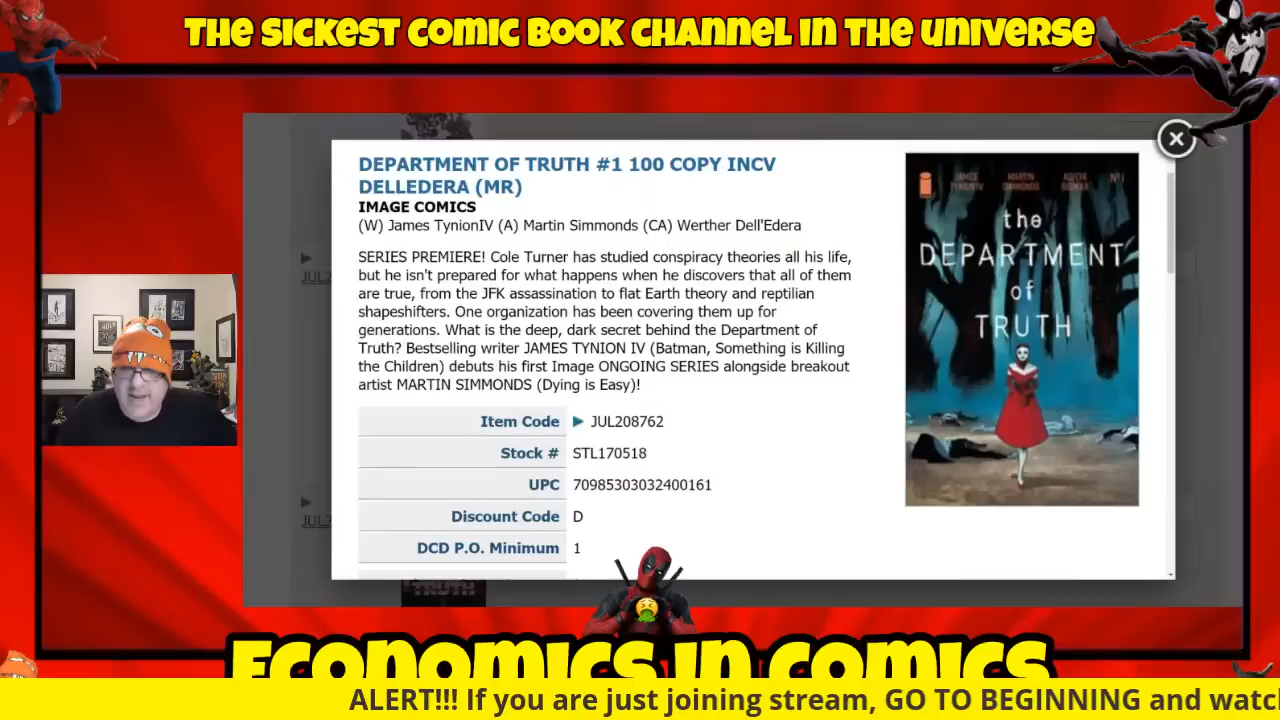 THE SICKEST COMIC BOOK CHANNEL IN THE UNIVERSE
DEPARTMENT OF TRUTH #1 100 COPY INCV
DELLEDERA (MR)
IMAGE COMICS
(W) James TynionIV (A) Martin Simmonds (CA) Werther Dell'Edera
SERIES PREMIERE! Cole Turner has studied conspiracy theories all his life,
but he isn't prepared for what happens when he discovers that all of them
are true, from the JFK assassination to flat Earth theory and reptilian
shapeshifters. One organization has been covering them up for
generations. What is the deep, dark secret behind the Department of
Truth? Bestselling writer JAMES TYNION IV (Batman, Something is Killing
the Children) debuts his first Image ONGOING SERIES alongside breakout
artist MARTIN SIMMONDS (Dying is Easy)!
Item Code JUL208762
Stock # STL170518
UPC 70985303032400161
Discount Code D
DCD P.O. Minimum 1
JAMES TYNION IV
MARTIN SIMMONDS
Nº1
the
DEPARTMENT
of
TRUTH
TRUTH
ECONOMICS IN COMICS
ALERT!!! If you are just joining stream, GO TO BEGINNING and watc